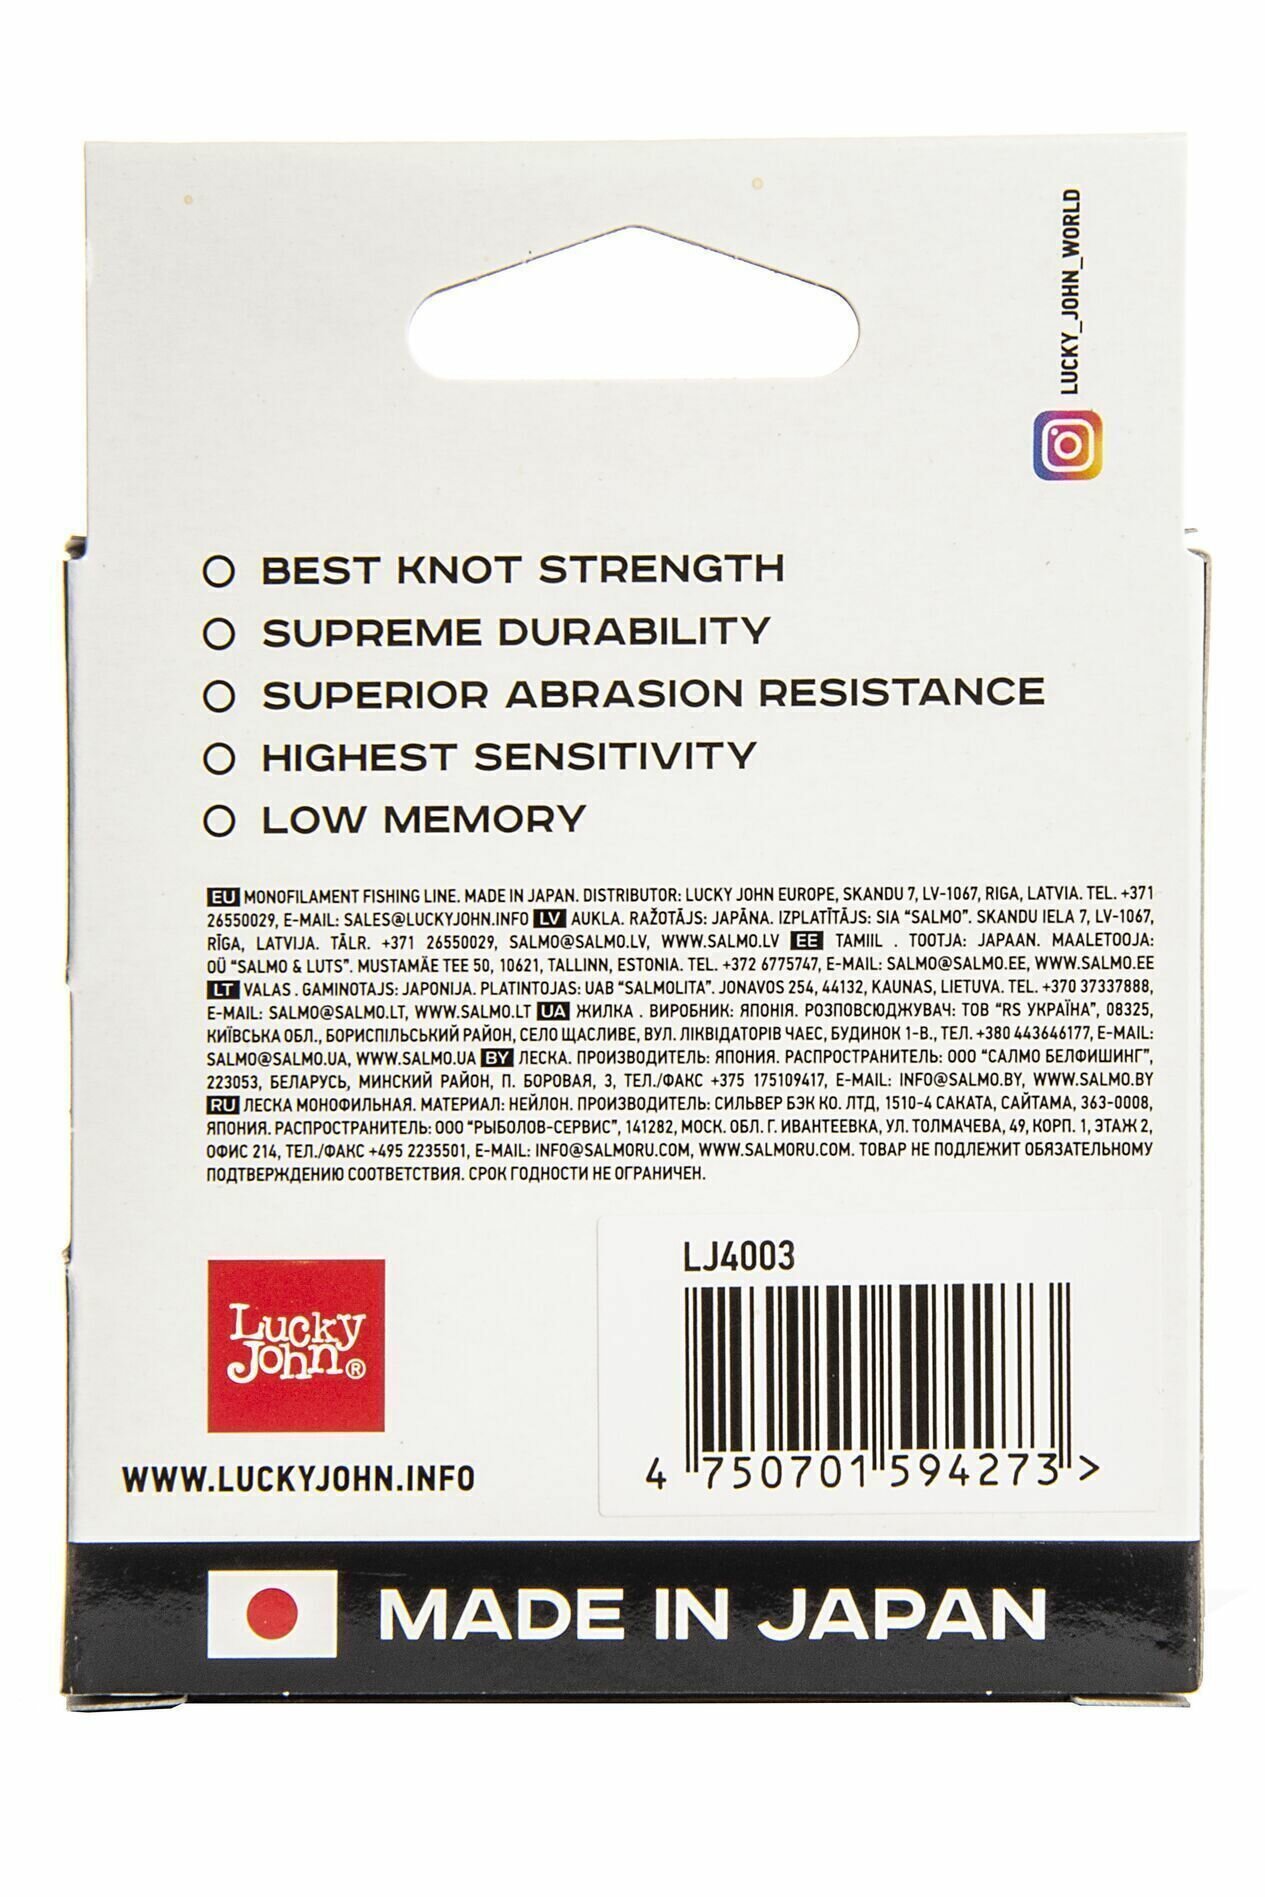 LUCKY_JOHN_WORLD
BEST KNOT STRENGTH
SUPREME DURABILITY
SUPERIOR ABRASION RESISTANCE
HIGHEST SENSITIVITY
LOW MEMORY
EU MONOFILAMENT FISHING LINE. MADE IN JAPAN. DISTRIBUTOR: LUCKY JOHN EUROPE, SKANDU 7, LV-1067, RIGA, LATVIA. TEL. +371
26550029, E-MAIL: SALES@LUCKYJOHN.INFO LV AUKLA. RAŽOTĀJS: JAPĀNA. IZPLATĪTĀJS: SIA “SALMO”. SKANDU IELA 7, LV-1067,
RĪGA, LATVIJA. TĀLR. +371 26550029, SALMO@SALMO.LV, WWW.SALMO.LV EE TAMIIL . TOOTJA: JAPAAN. MAALETOOJA:
OÜ “SALMO & LUTS”. MUSTAMÄE TEE 50, 10621, TALLINN, ESTONIA. TEL. +372 6775747, E-MAIL: SALMO@SALMO.EE, WWW.SALMO.EE
LT VALAS . GAMINOTAJS: JAPONIJA. PLATINTOJAS: UAB “SALMOLITA”. JONAVOS 254, 44132, KAUNAS, LIETUVA. TEL. +370 37337888,
E-MAIL: SALMO@SALMO.LT, WWW.SALMO.LT UA ЖИЛКА . ВИРОБНИК: ЯПОНІЯ. РОЗПОВСЮДЖУВАЧ: ТОВ “RS УКРАЇНА”, 08325,
КИЇВСЬКА ОБЛ., БОРИСПІЛЬСЬКИЙ РАЙОН, СЕЛО ЩАСЛИВЕ, ВУЛ. ЛІКВІДАТОРІВ ЧАЕС, БУДИНОК 1-В., ТЕЛ. +380 443646177, E-MAIL:
SALMO@SALMO.UA, WWW.SALMO.UA BY ЛЕСКА. ПРОИЗВОДИТЕЛЬ: ЯПОНИЯ. РАСПРОСТРАНИТЕЛЬ: ООО “САЛМО БЕЛФИШИНГ”,
223053, БЕЛАРУСЬ, МИНСКИЙ РАЙОН, П. БОРОВАЯ, 3, ТЕЛ./ФАКС +375 175109417, E-MAIL: INFO@SALMO.BY, WWW.SALMO.BY
RU ЛЕСКА МОНОФИЛЬНАЯ. МАТЕРИАЛ: НЕЙЛОН. ПРОИЗВОДИТЕЛЬ: СИЛЬВЕР БЭК КО. ЛТД, 1510-4 САКАТА, САЙТАМА, 363-0008,
ЯПОНИЯ. РАСПРОСТРАНИТЕЛЬ: ООО “РЫБОЛОВ-СЕРВИС”, 141282, МОСК. ОБЛ. Г. ИВАНТЕЕВКА, УЛ. ТОЛМАЧЕВА, 49, КОРП. 1, ЭТАЖ 2,
ОФИС 214, ТЕЛ./ФАКС +495 2235501, E-MAIL: INFO@SALMORU.COM, WWW.SALMORU.COM. ТОВАР НЕ ПОДЛЕЖИТ ОБЯЗАТЕЛЬНОМУ
ПОДТВЕРЖДЕНИЮ СООТВЕТСТВИЯ. СРОК ГОДНОСТИ НЕ ОГРАНИЧЕН.
LJ4003
Lucky
John®
WWW.LUCKYJOHN.INFO
4 750701 594273 >
MADE IN JAPAN